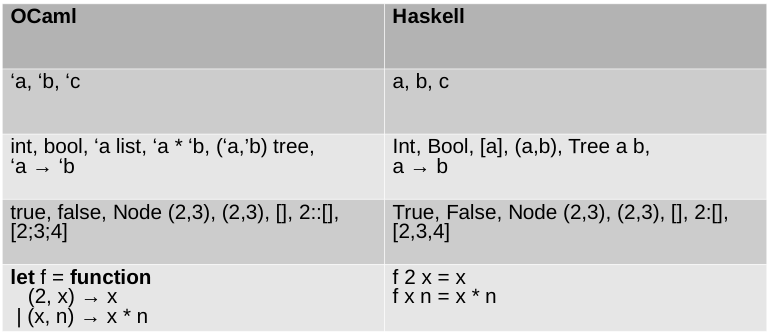 OCaml
Haskell
‘a, ‘b, ‘c
a, b, c
int, bool, ‘a list, ‘a * ‘b, (‘a,’b) tree,
‘a → ‘b
Int, Bool, [a], (a,b), Tree a b,
a → b
true, false, Node (2,3), (2,3), [], 2::[],
[2;3;4]
True, False, Node (2,3), (2,3), [], 2:[],
[2,3,4]
let f = function
(2, x) → x
| (x, n) → x * n
f 2 x = x
f x n = x * n